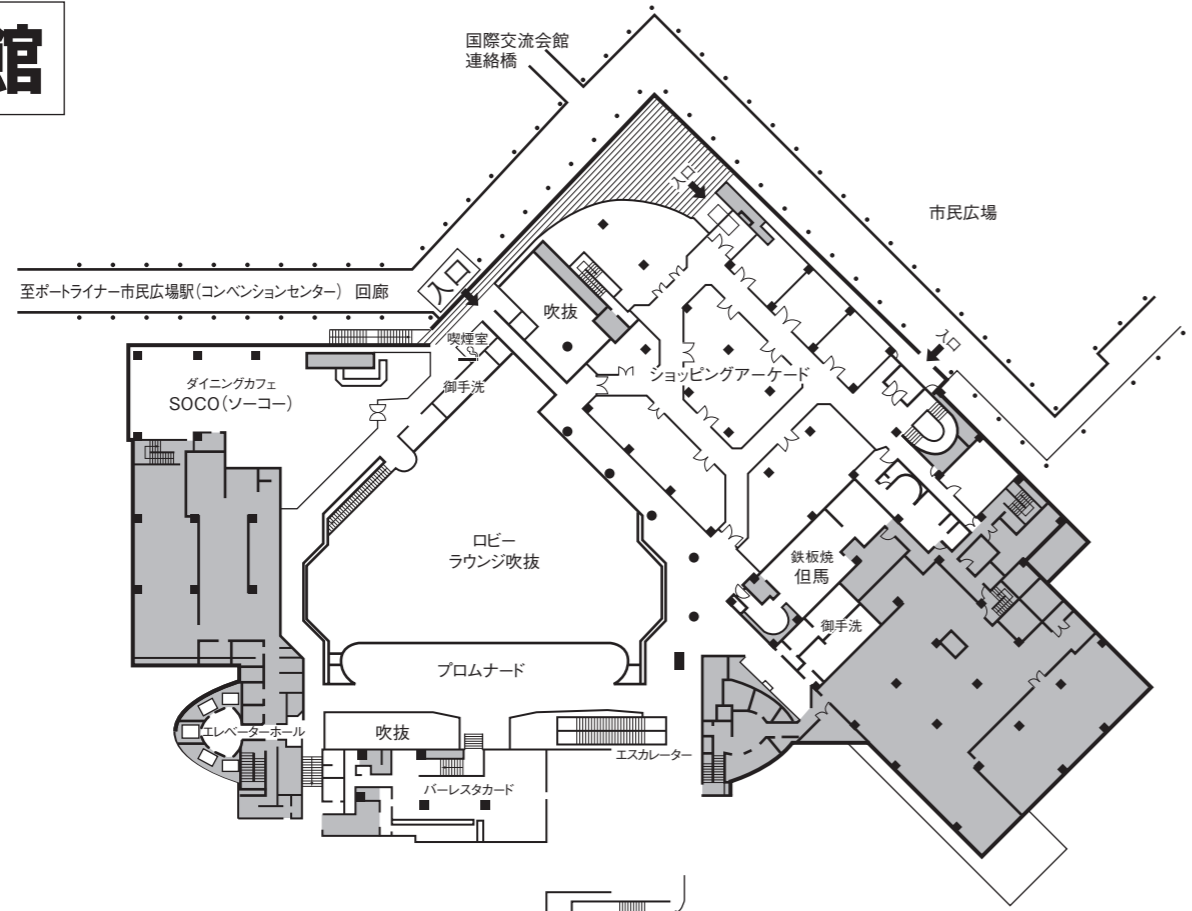 館
国際交流会館
連絡橋
入口
市民広場
至ポートライナー市民広場駅(コンベンションセンター) 回廊
入口
吹抜
喫煙室
入口
ショッピングアーケード
ダイニングカフェ
SOCO(ソーコー)
御手洗
ロビー
ラウンジ吹抜
鉄板焼
但馬
御手洗
プロムナード
エレベーターホール
吹抜
エスカレーター
バーレスタカード